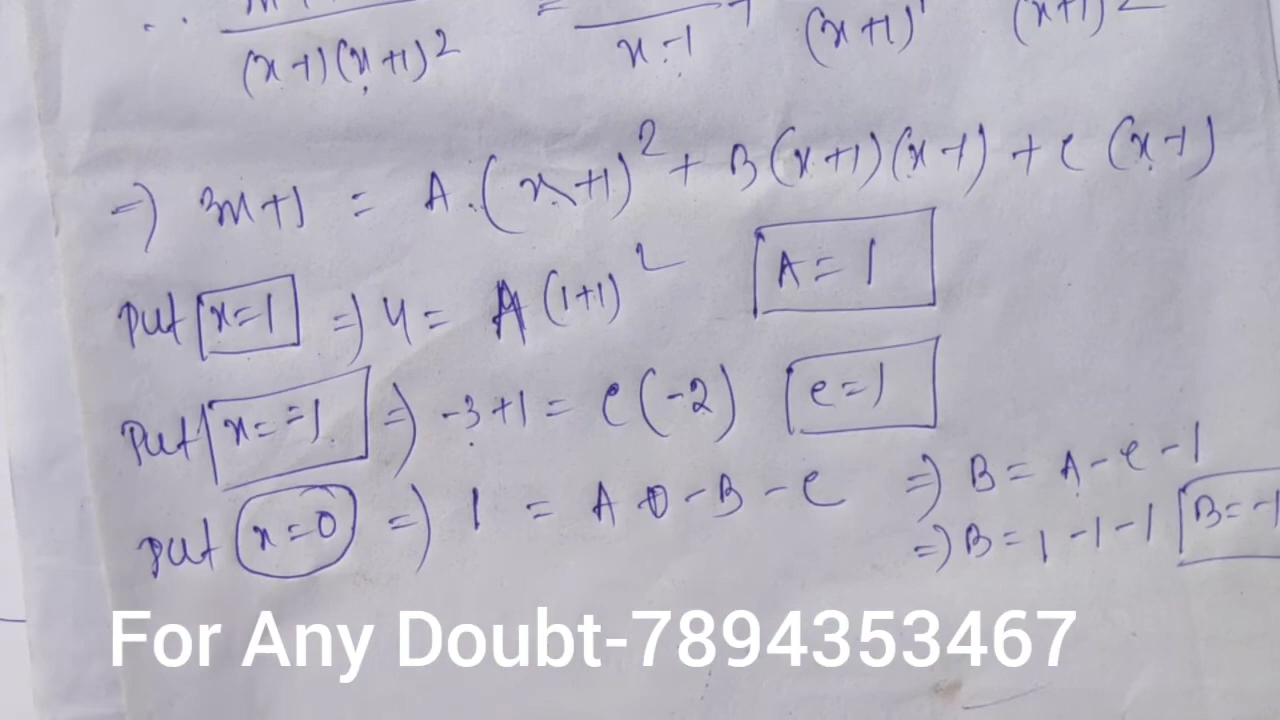 (x-1)(x+1)² = x-1 + (x+1)¹ (x+1)²
=) 3x+1 = A.(x+1)² + B(x+1)(x-1) + C (x-1)
Put x=1 =) 4 = A(1+1)² A = 1
Put x=-1 =) -3+1 = C(-2) C=1
put x=0 =) 1 = A - B - C =) B = A-C-1
=) B = 1-1-1 B=-1
For Any Doubt-7894353467